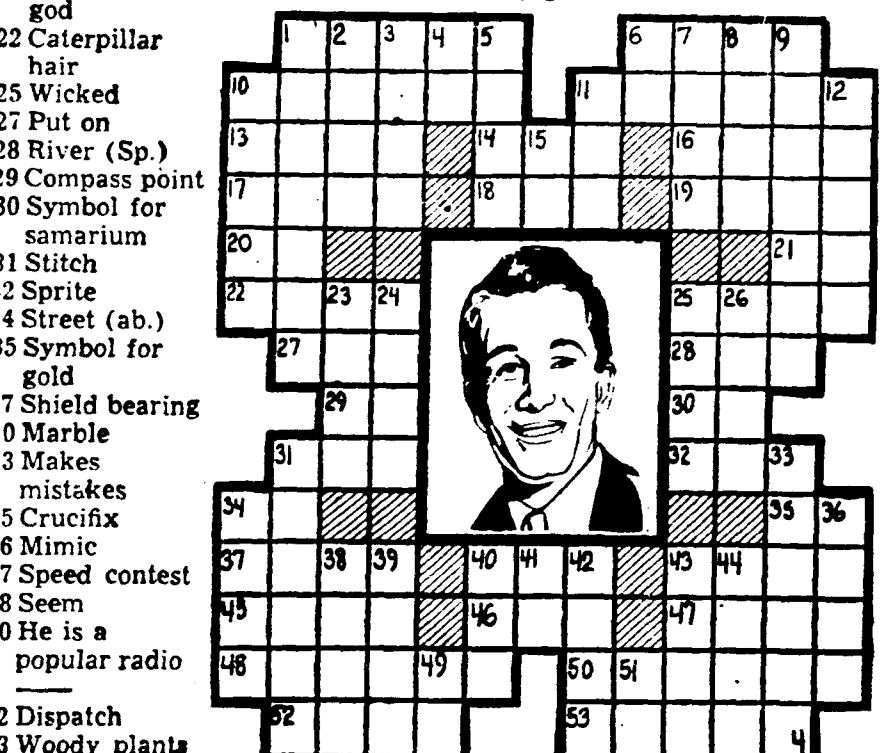 god
22 Caterpillar
hair
25 Wicked
27 Put on
28 River (Sp.)
29 Compass point
30 Symbol for
samarium
31 Stitch
32 Sprite
34 Street (ab.)
35 Symbol for
gold
7 Shield bearing
0 Marble
3 Makes
mistakes
5 Crucifix
6 Mimic
7 Speed contest
8 Seem
0 He is a
popular radio
——
2 Dispatch
3 Woody plants
1 2 3 4 5 6 7 8 9
10 11 12
13 14 15 16
17 18 19
20 21
22 23 24 25 26
27 28
29 30
31 32 33
34 35 36
37 38 39 40 41 42 43 44
45 46 47
48 49 50 51
52 53
4